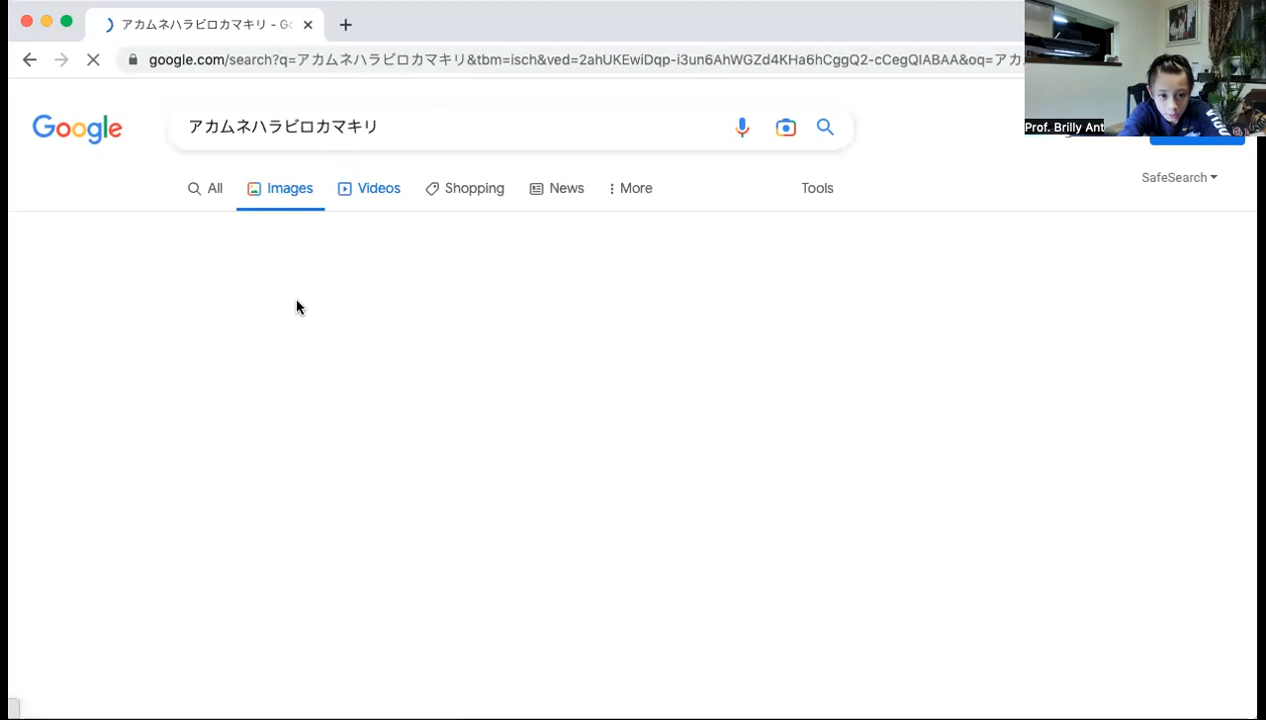 アカムネハラビロカマキリ - Go
google.com/search?q=アカムネハラビロカマキリ&tbm=isch&ved=2ahUKEwiDqp-i3un6AhWGZd4KHa6hCggQ2-cCegQIABAA&oq=アカ
Prof. Brilly Ant
Google
アカムネハラビロカマキリ
All
Images
Videos
Shopping
News
More
Tools
SafeSearch